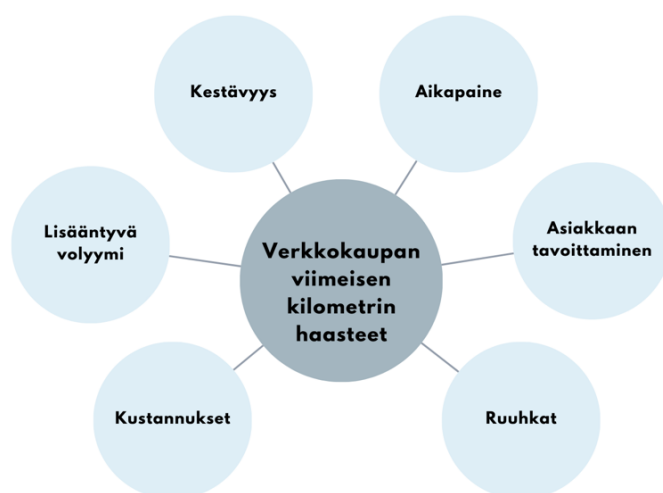 Kestävyys
Aikapaine
Lisääntyvä
volyymi
Verkkokaupan
viimeisen
kilometrin
haasteet
Asiakkaan
tavoittaminen
Kustannukset
Ruuhkat